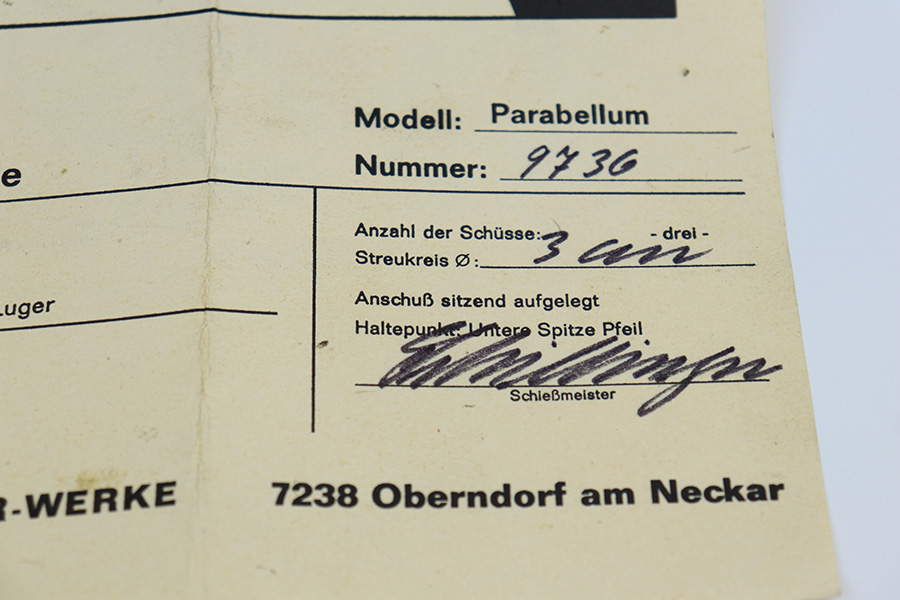 Modell: Parabellum
e
Nummer: 9736
Anzahl der Schüsse: - drei -
Streukreis Ø: 3 cm
Luger
Anschuß sitzend aufgelegt
Haltepunkt: Untere Spitze Pfeil
Schießmeister
R-WERKE 7238 Oberndorf am Neckar